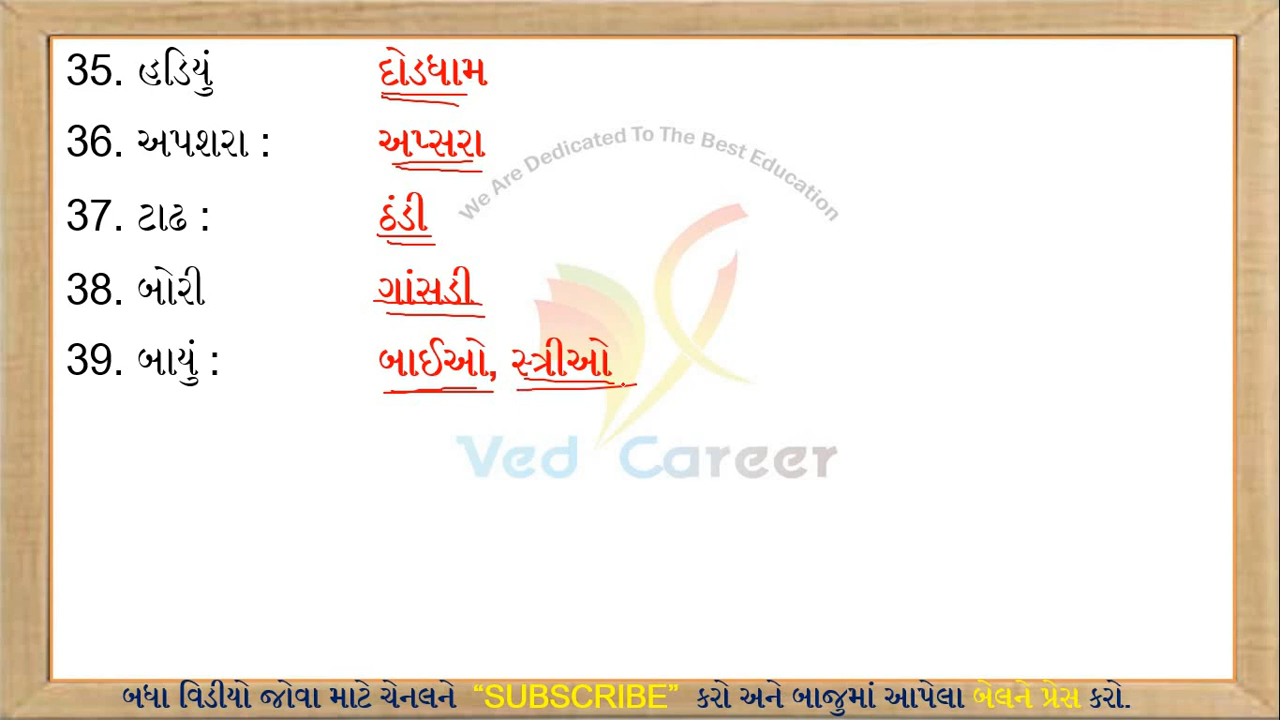 35. હડિયું દોડધામ
36. અપશરા : અપ્સરા
We Are Dedicated To The Best Education
37. ટાઢ : ઠંડી
38. બોરી ગાંસડી
39. બાયું : બાઈઓ, સ્ત્રીઓ
Ved Career
બધા વિડીયો જોવા માટે ચેનલને “SUBSCRIBE” કરો અને બાજુમાં આપેલા બેલને પ્રેસ કરો.